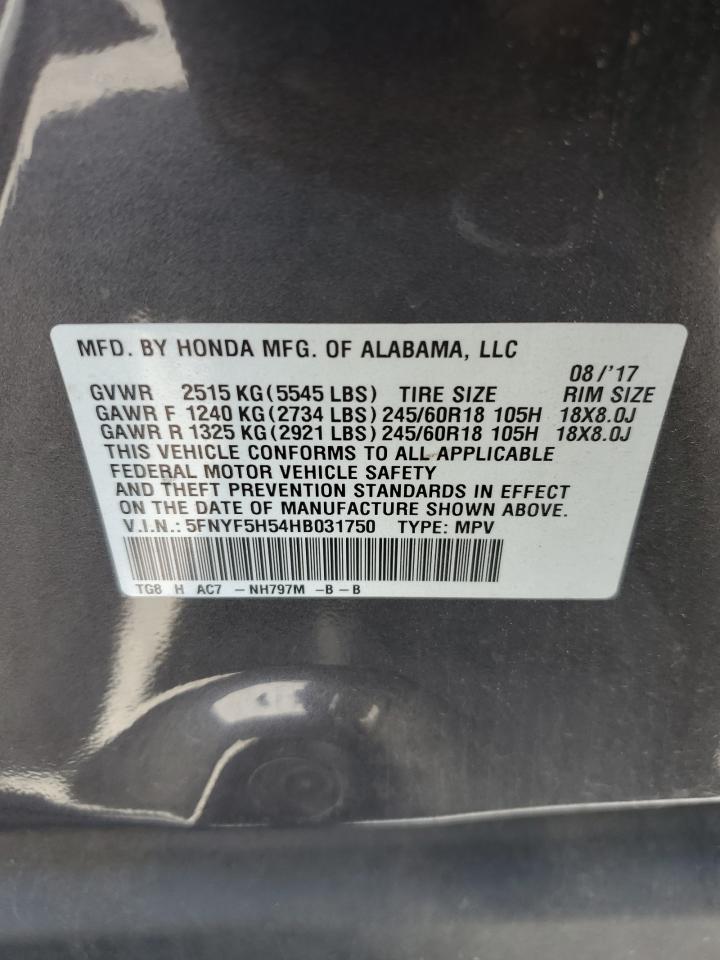 MFD. BY HONDA MFG. OF ALABAMA, LLC
08/'17
GVWR 2515 KG (5545 LBS) TIRE SIZE RIM SIZE
GAWR F 1240 KG (2734 LBS) 245/60R18 105H 18X8.0J
GAWR R 1325 KG (2921 LBS) 245/60R18 105H 18X8.0J
THIS VEHICLE CONFORMS TO ALL APPLICABLE
FEDERAL MOTOR VEHICLE SAFETY
AND THEFT PREVENTION STANDARDS IN EFFECT
ON THE DATE OF MANUFACTURE SHOWN ABOVE.
V.I.N.: 5FNYF5H54HB031750 TYPE: MPV
TG8 H AC7 - NH797M - B - B